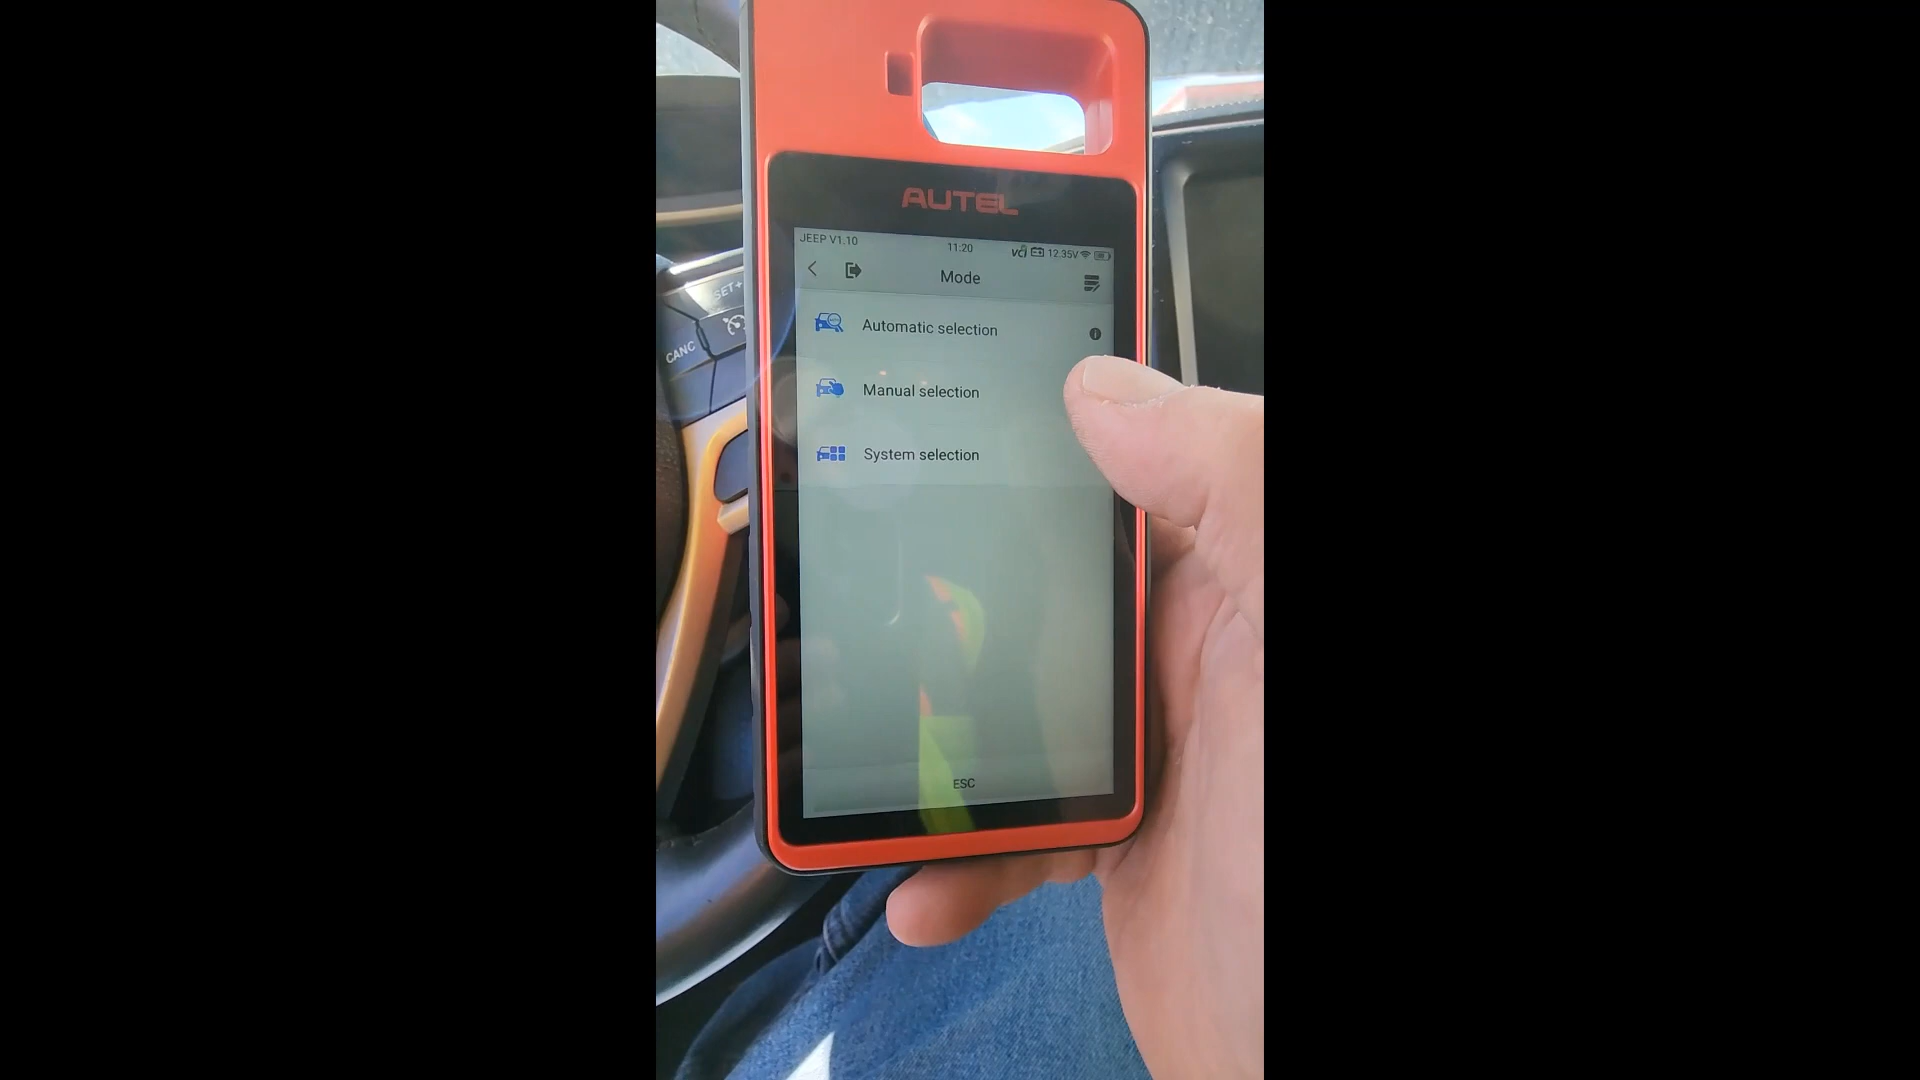 AUTEL
JEEP V1.10
11:20
VCI 12.35V
Mode
Automatic selection
Manual selection
System selection
ESC
SET+
CANC